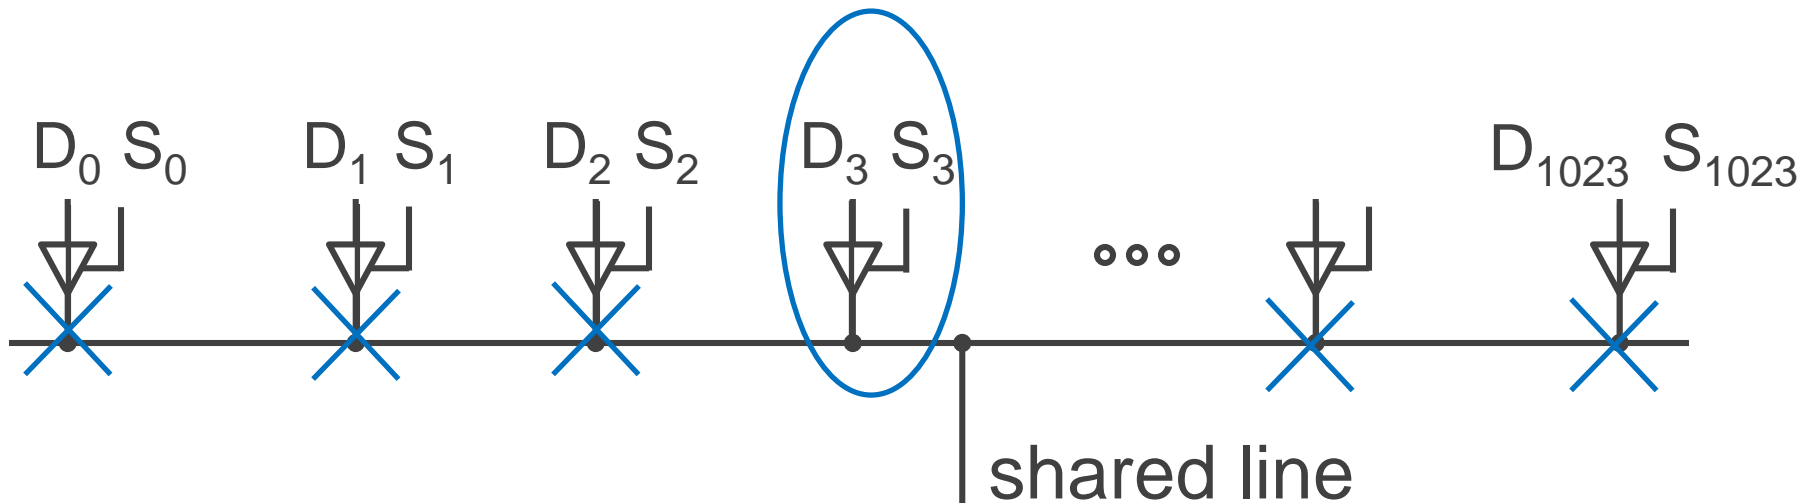 D₀ S₀ D₁ S₁ D₂ S₂ D₃ S₃ D₁₀₂₃ S₁₀₂₃
shared line